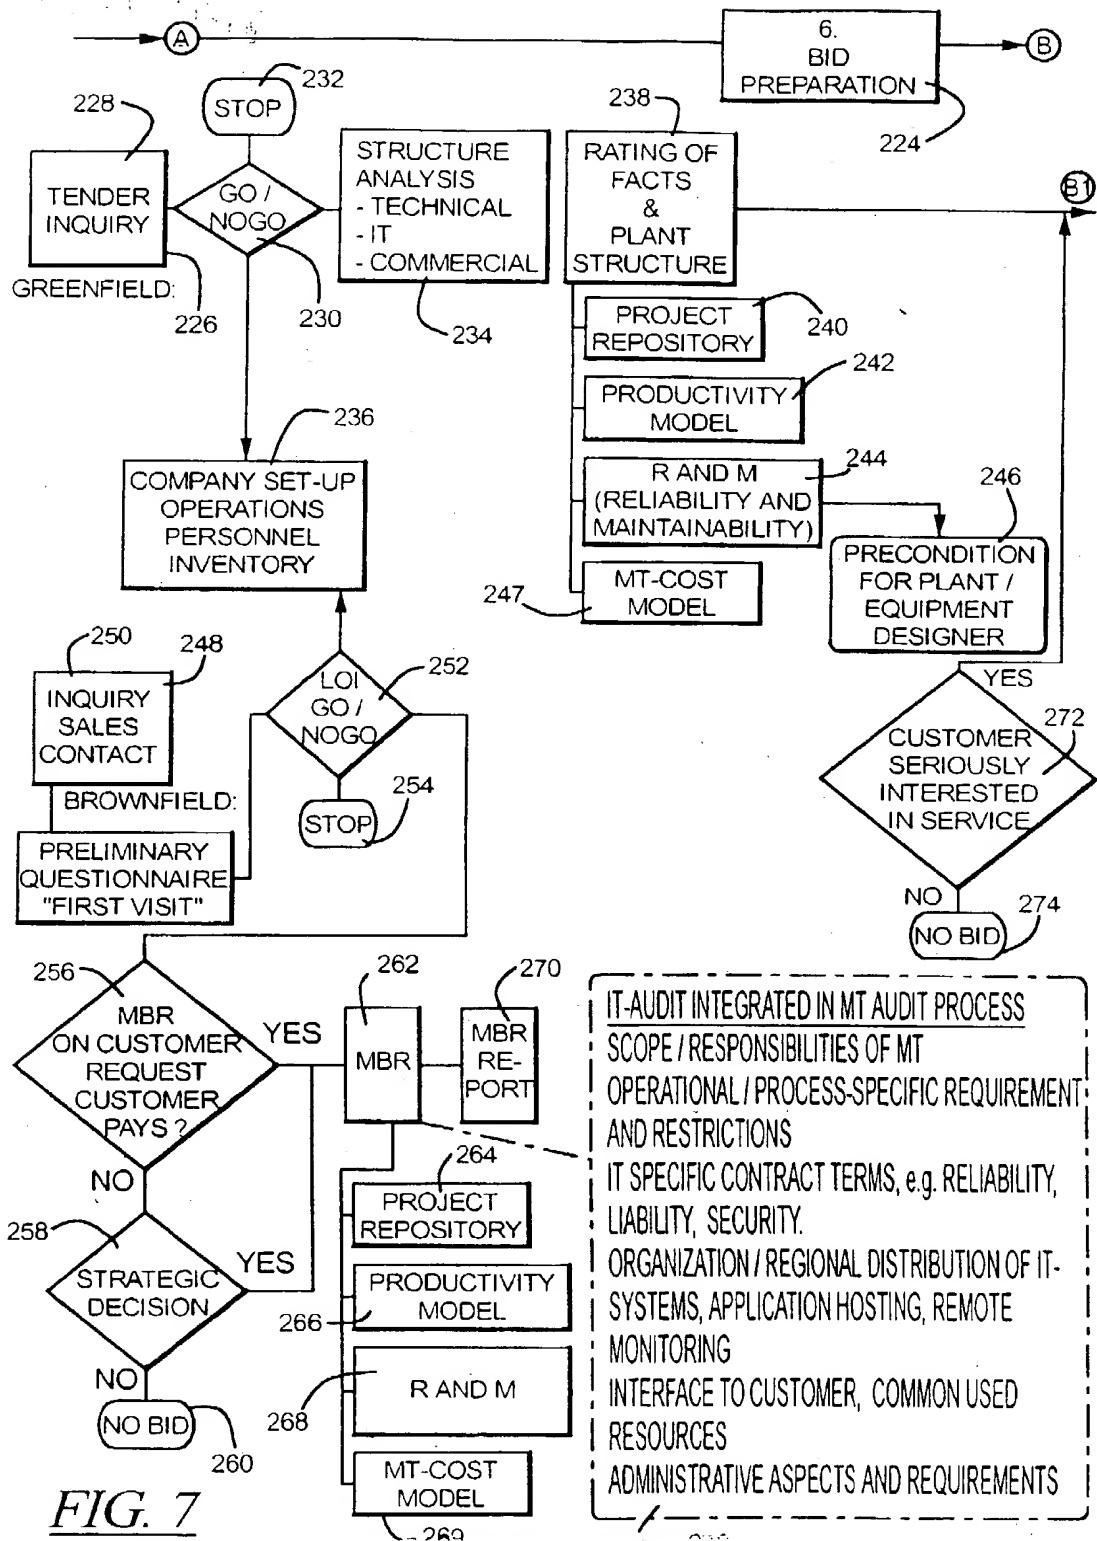 A
6.
BID
PREPARATION
B
224
232
STOP
228
TENDER
INQUIRY
GREENFIELD:
226
GO /
NOGO
230
STRUCTURE
ANALYSIS
- TECHNICAL
- IT
- COMMERCIAL
234
238
RATING OF
FACTS
&
PLANT
STRUCTURE
B1
PROJECT
REPOSITORY
240
PRODUCTIVITY
MODEL
242
R AND M
(RELIABILITY AND
MAINTAINABILITY)
244
246
PRECONDITION
FOR PLANT /
EQUIPMENT
DESIGNER
MT-COST
MODEL
247
236
COMPANY SET-UP
OPERATIONS
PERSONNEL
INVENTORY
250
248
INQUIRY
SALES
CONTACT
BROWNFIELD:
PRELIMINARY
QUESTIONNAIRE
"FIRST VISIT"
LOI
GO /
NOGO
252
254
STOP
YES
CUSTOMER
SERIOUSLY
INTERESTED
IN SERVICE
272
NO
NO BID
274
256
MBR
ON CUSTOMER
REQUEST
CUSTOMER
PAYS ?
YES
NO
258
STRATEGIC
DECISION
YES
NO
NO BID
260
262
MBR
270
MBR
RE-
PORT
264
PROJECT
REPOSITORY
PRODUCTIVITY
MODEL
266
R AND M
268
MT-COST
MODEL
269
IT-AUDIT INTEGRATED IN MT AUDIT PROCESS
SCOPE / RESPONSIBILITIES OF MT
OPERATIONAL / PROCESS-SPECIFIC REQUIREMENT
AND RESTRICTIONS
IT SPECIFIC CONTRACT TERMS, e.g. RELIABILITY,
LIABILITY, SECURITY.
ORGANIZATION / REGIONAL DISTRIBUTION OF IT-
SYSTEMS, APPLICATION HOSTING, REMOTE
MONITORING
INTERFACE TO CUSTOMER, COMMON USED
RESOURCES
ADMINISTRATIVE ASPECTS AND REQUIREMENTS
FIG. 7